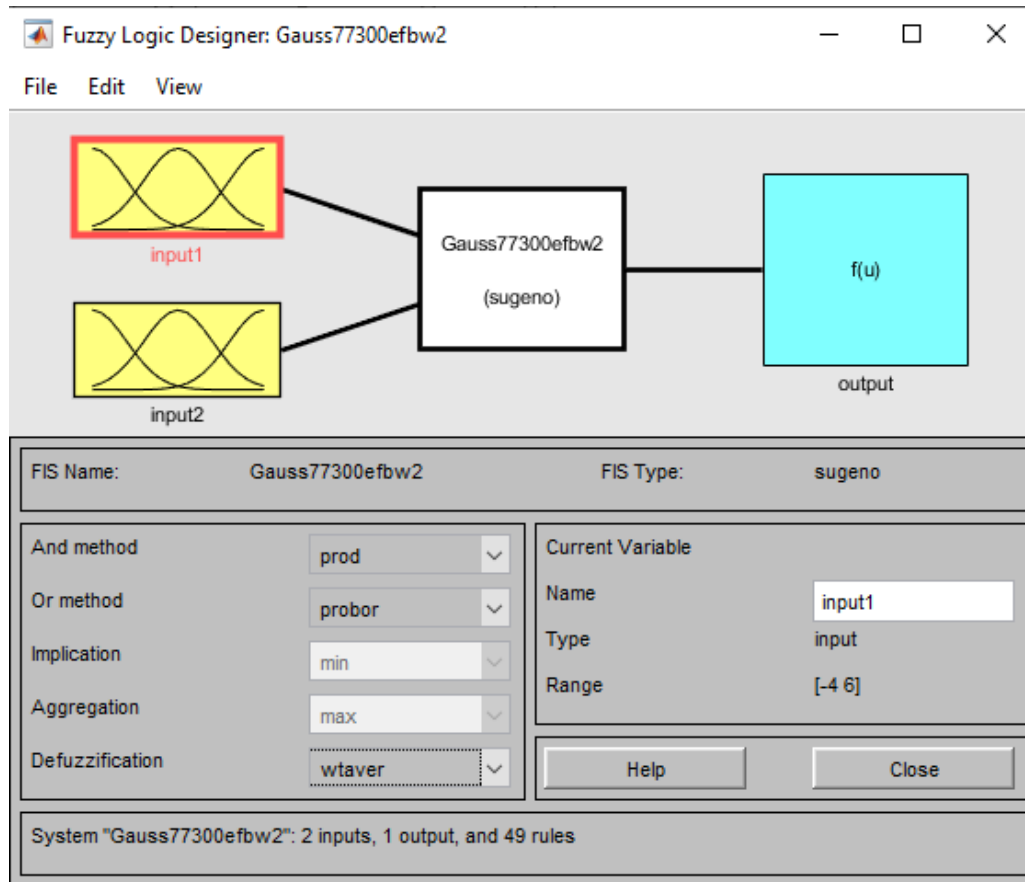 Fuzzy Logic Designer: Gauss77300efbw2
File Edit View
input1
Gauss77300efbw2
(sugeno)
f(u)
output
input2
FIS Name: Gauss77300efbw2 FIS Type: sugeno
And method prod
Or method probor
Implication min
Aggregation max
Defuzzification wtaver
Current Variable
Name input1
Type input
Range [-4 6]
Help Close
System "Gauss77300efbw2": 2 inputs, 1 output, and 49 rules